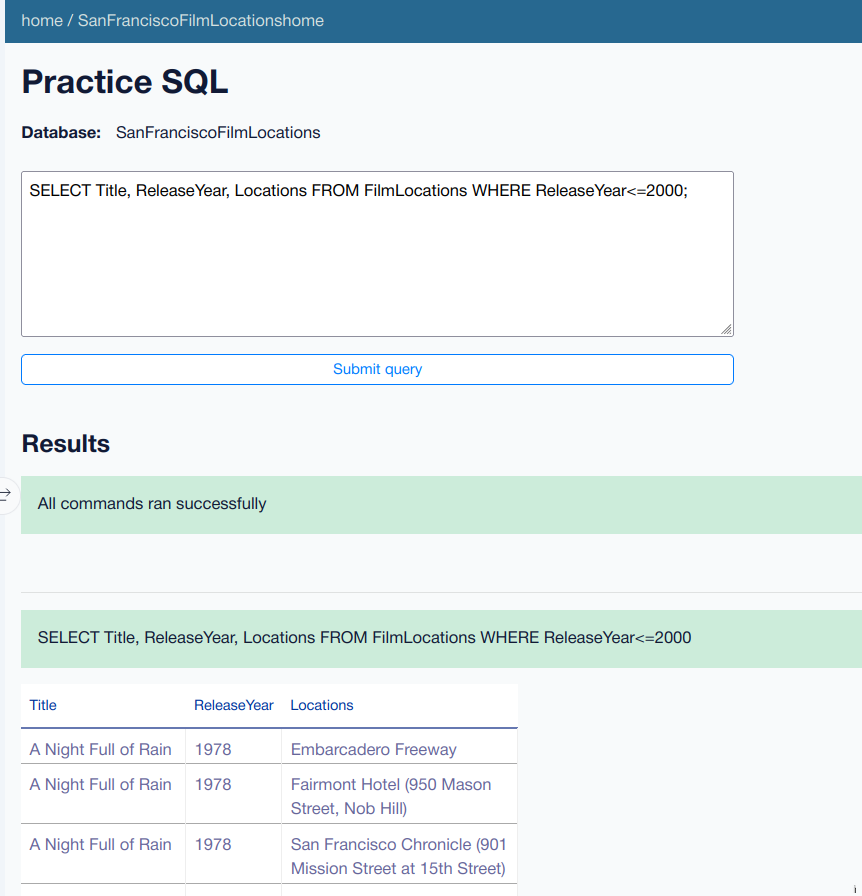 home / SanFranciscoFilmLocationshome
Practice SQL
Database: SanFranciscoFilmLocations
SELECT Title, ReleaseYear, Locations FROM FilmLocations WHERE ReleaseYear<=2000;
Submit query
Results
All commands ran successfully
SELECT Title, ReleaseYear, Locations FROM FilmLocations WHERE ReleaseYear<=2000
Title ReleaseYear Locations
A Night Full of Rain 1978 Embarcadero Freeway
A Night Full of Rain 1978 Fairmont Hotel (950 Mason
Street, Nob Hill)
A Night Full of Rain 1978 San Francisco Chronicle (901
Mission Street at 15th Street)